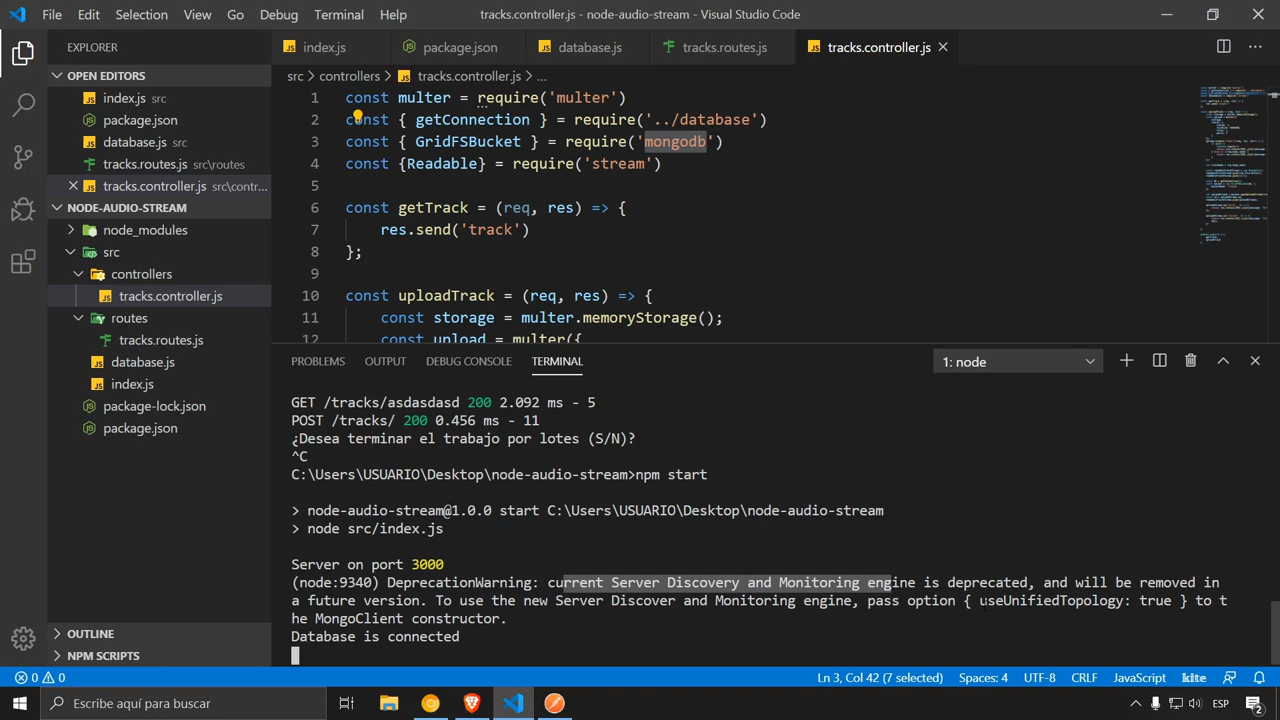 File Edit Selection View Go Debug Terminal Help
tracks.controller.js - node-audio-stream - Visual Studio Code
EXPLORER
OPEN EDITORS
index.js src
package.json
database.js src
tracks.routes.js src\routes
tracks.controller.js src\contr...
NODE-AUDIO-STREAM
node_modules
src
controllers
tracks.controller.js
routes
tracks.routes.js
database.js
index.js
package-lock.json
package.json
OUTLINE
NPM SCRIPTS
index.js package.json database.js tracks.routes.js tracks.controller.js
src controllers tracks.controller.js ...
1 const multer = require('multer')
2 const { getConnection } = require('../database')
3 const { GridFSBucket } = require('mongodb')
4 const {Readable} = require('stream')
5
6 const getTrack = (req, res) => {
7 res.send('track')
8 };
9
10 const uploadTrack = (req, res) => {
11 const storage = multer.memoryStorage();
12 const upload = multer({
PROBLEMS OUTPUT DEBUG CONSOLE TERMINAL 1: node
GET /tracks/asdasdasd 200 2.092 ms - 5
POST /tracks/ 200 0.456 ms - 11
¿Desea terminar el trabajo por lotes (S/N)?
^C
C:\Users\USUARIO\Desktop\node-audio-stream>npm start
> node-audio-stream@1.0.0 start C:\Users\USUARIO\Desktop\node-audio-stream
> node src/index.js
Server on port 3000
(node:9340) DeprecationWarning: current Server Discovery and Monitoring engine is deprecated, and will be removed in
a future version. To use the new Server Discover and Monitoring engine, pass option { useUnifiedTopology: true } to t
he MongoClient constructor.
Database is connected
0 0 Ln 3, Col 42 (7 selected) Spaces: 4 UTF-8 CRLF JavaScript kite
Escribe aquí para buscar ESP 2